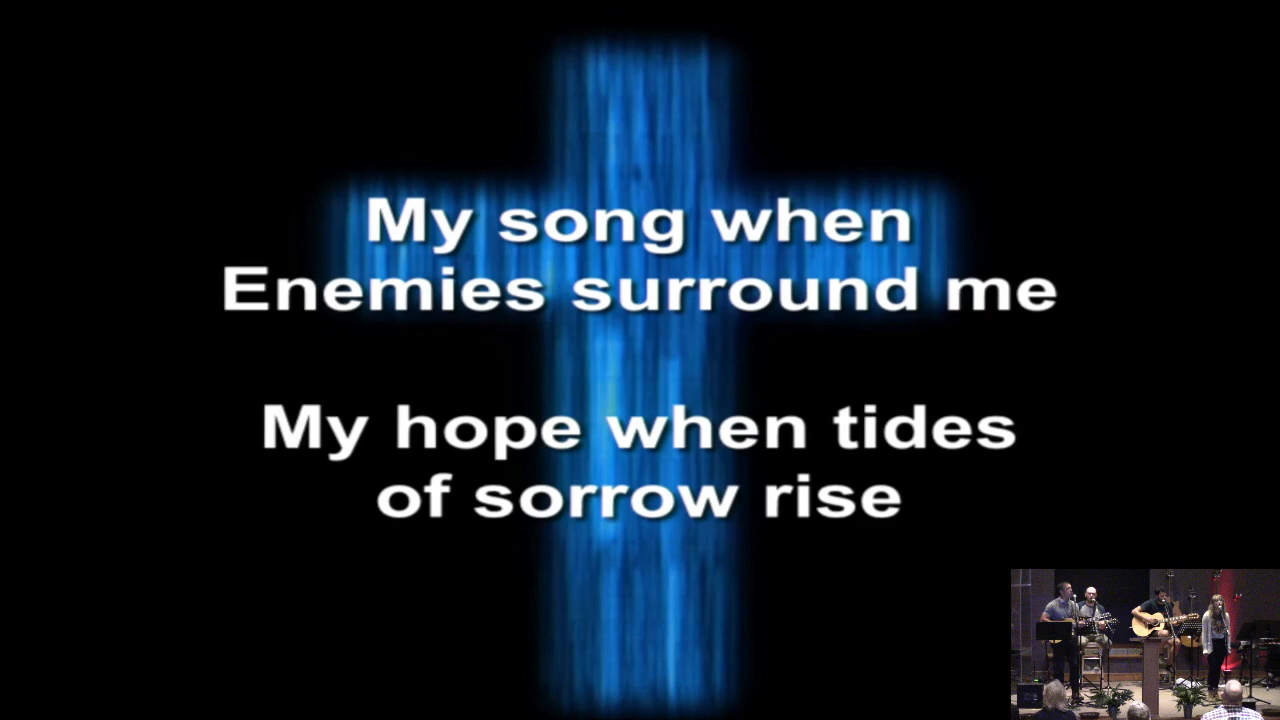 My song when
Enemies surround me
My hope when tides
of sorrow rise